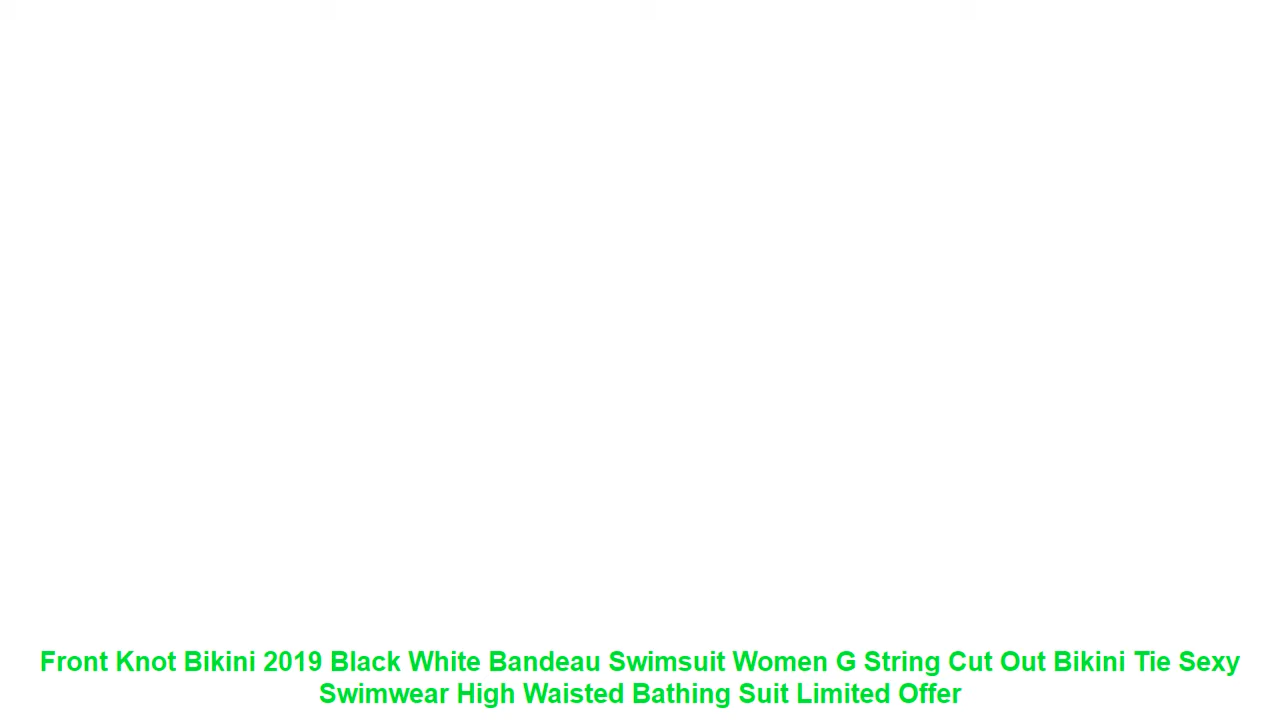 Front Knot Bikini 2019 Black White Bandeau Swimsuit Women G String Cut Out Bikini Tie Sexy
Swimwear High Waisted Bathing Suit Limited Offer